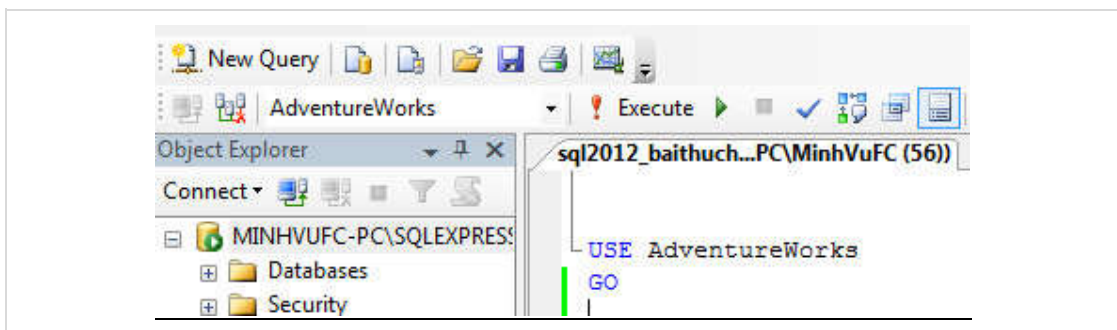 New Query
AdventureWorks
Execute
Object Explorer
sql2012_baithuch...PC\MinhVuFC (56))
Connect
MINHVUFC-PC\SQLEXPRESS
USE AdventureWorks
Databases
GO
Security